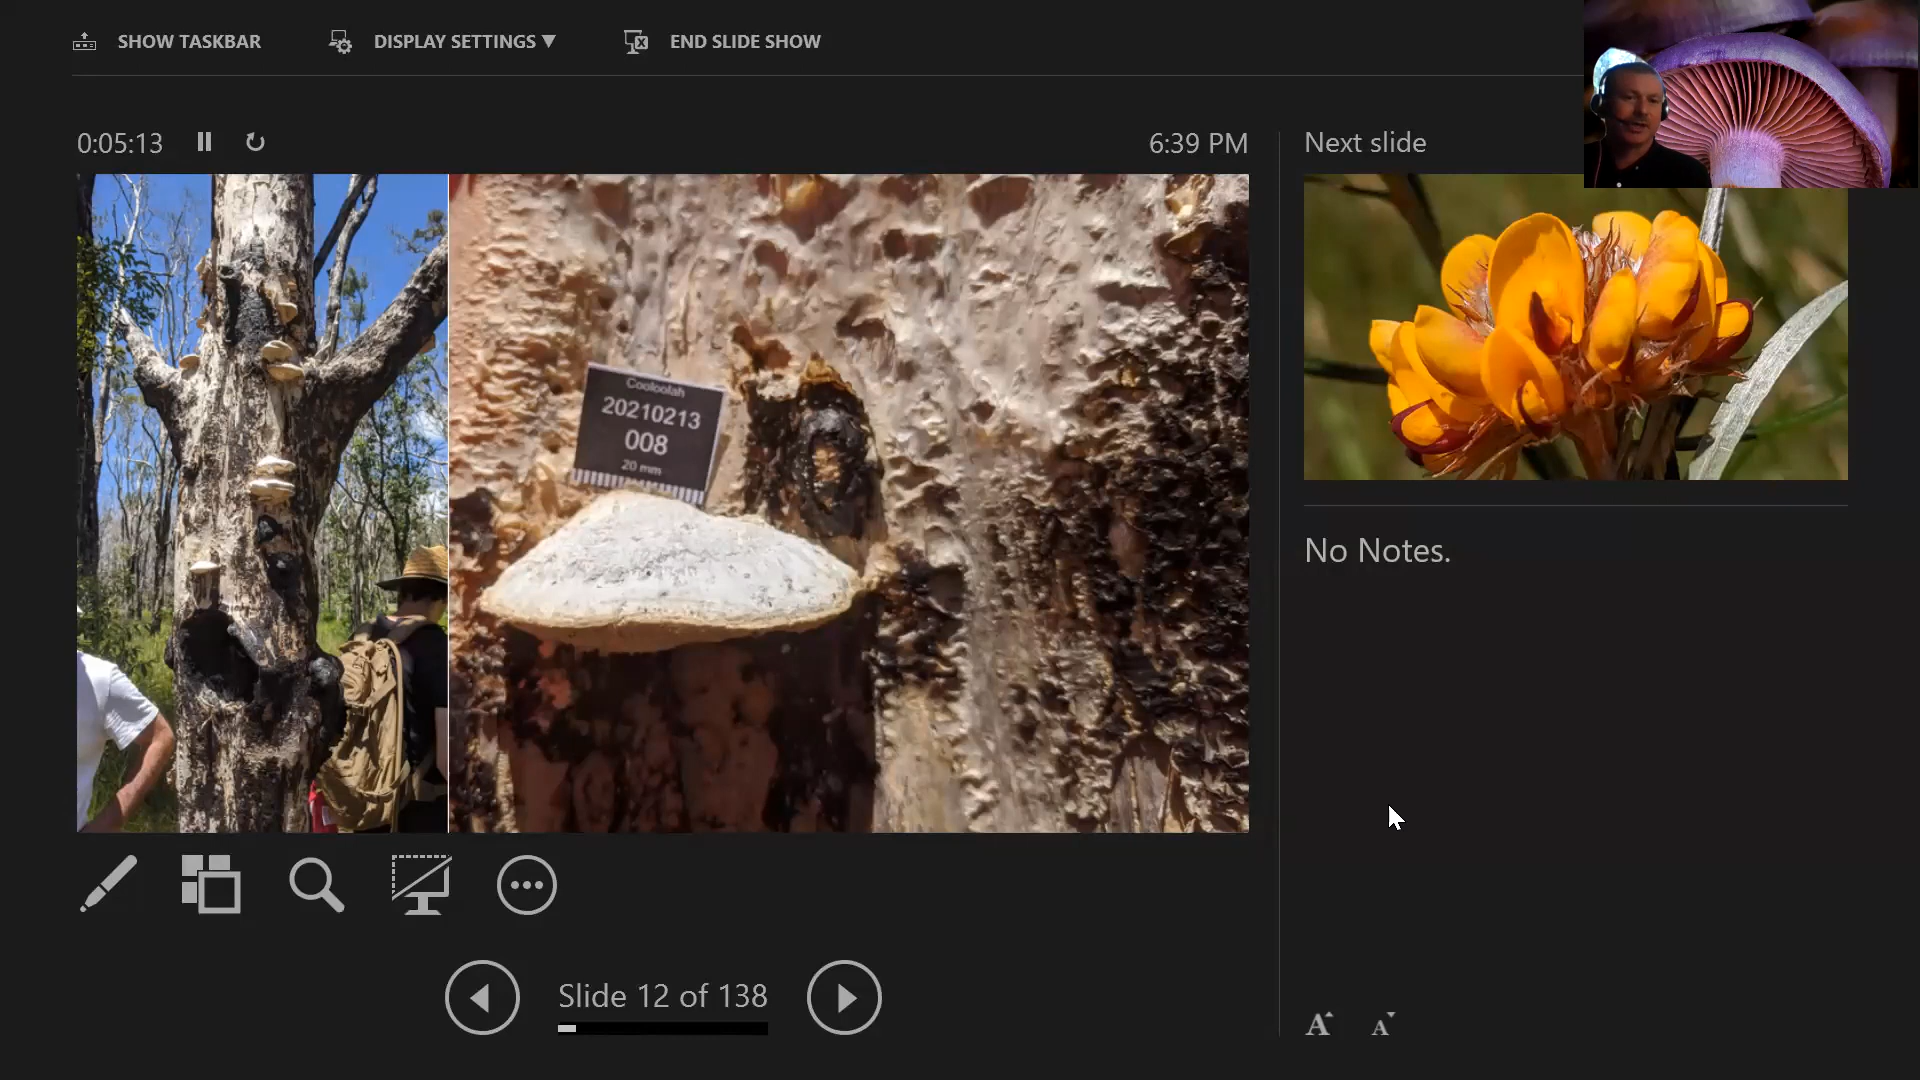 SHOW TASKBAR
DISPLAY SETTINGS ▼
END SLIDE SHOW
0:05:13
6:39 PM
Next slide
Cooloolah
20210213
008
20 mm
No Notes.
Slide 12 of 138
A
A